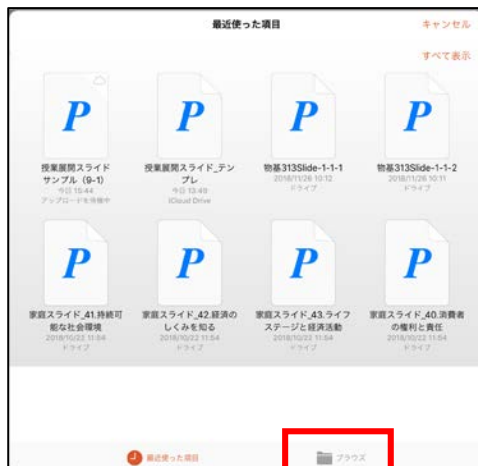 最近使った項目
キャンセル
すべて表示
P P P P
授業展開スライド
サンプル（9-1）
今日 15:44
アップロードを待機中
授業展開スライド_テン
プレ
今日 13:49
iCloud Drive
物基313Slide-1-1-1
2018/11/26 10:12
ドライブ
物基313Slide-1-1-2
2018/11/26 10:11
ドライブ
P P P P
家庭スライド_41.持続可
能な社会環境
2018/10/22 11:54
ドライブ
家庭スライド_42.経済の
しくみを知る
2018/10/22 11:54
ドライブ
家庭スライド_43.ライフ
ステージと経済活動
2018/10/22 11:54
ドライブ
家庭スライド_40.消費者
の権利と責任
2018/10/22 11:54
ドライブ
最近使った項目
ブラウズ